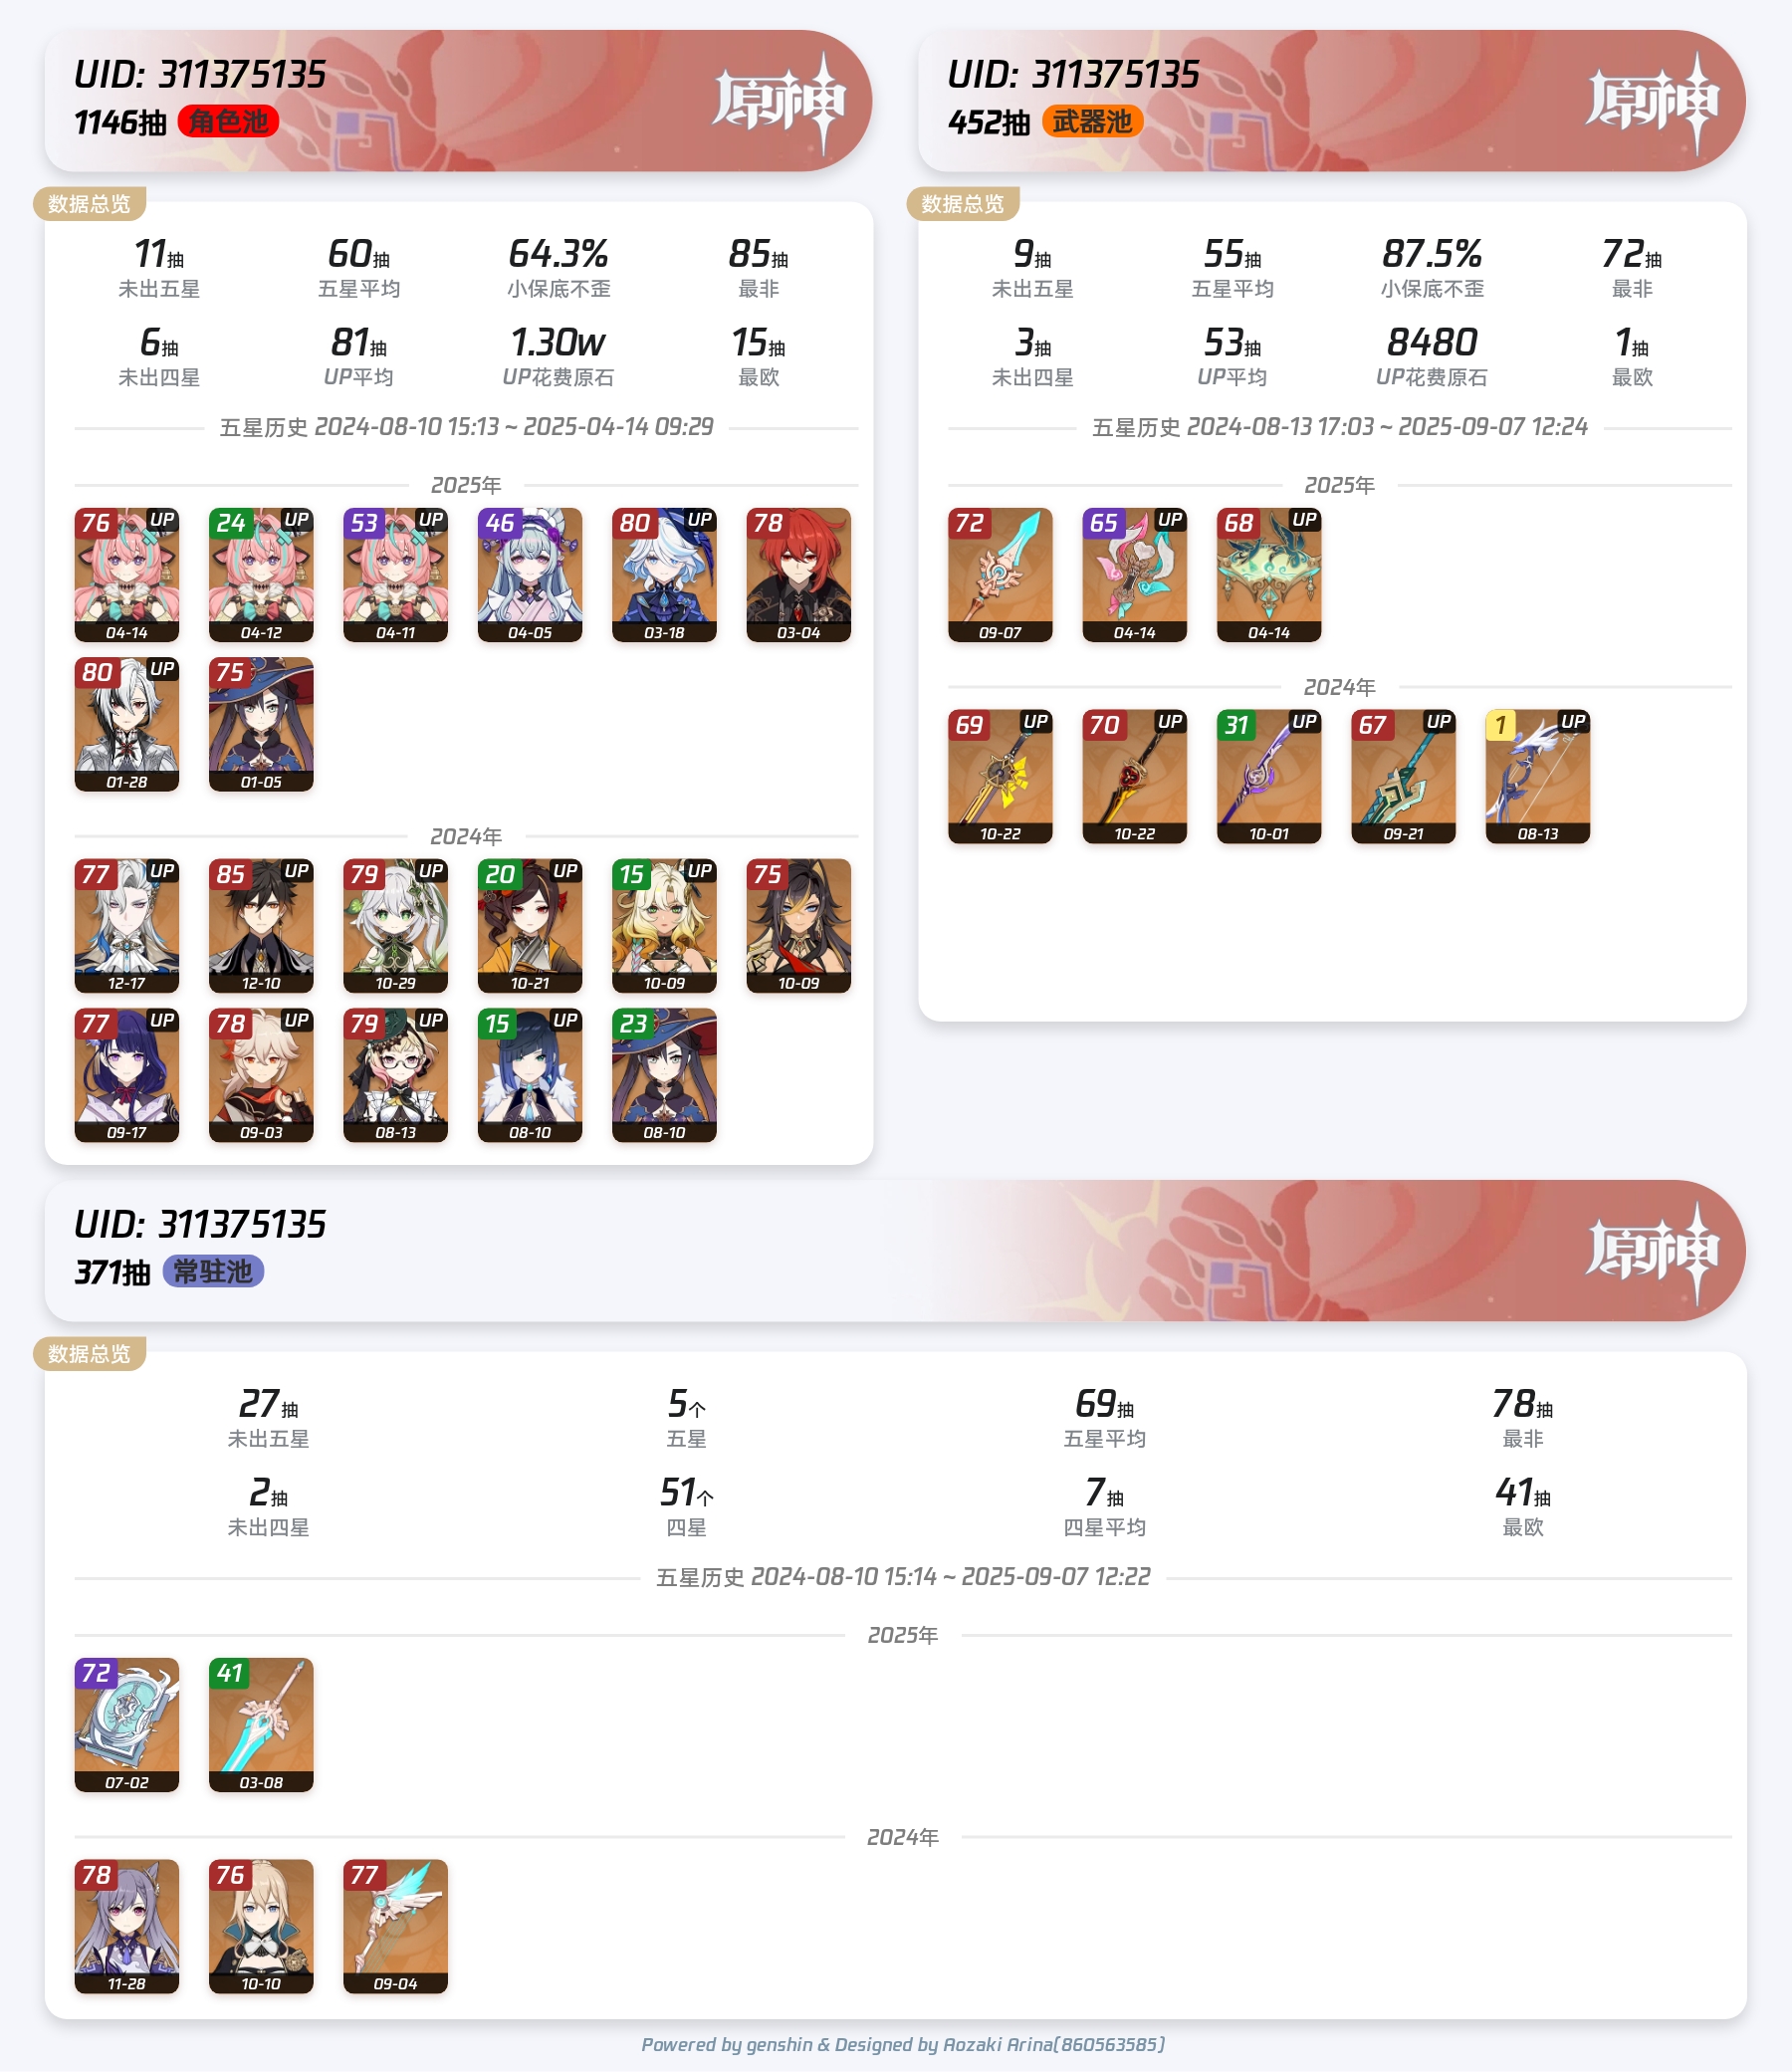 UID: 311375135
1146抽 角色池
原神
数据总览
11抽 60抽 64.3% 85抽
未出五星 五星平均 小保底不歪 最非
6抽 81抽 1.30w 15抽
未出四星 UP平均 UP花费原石 最欧
五星历史 2024-08-10 15:13 ~ 2025-04-14 09:29
2025年
76 UP 24 UP 53 UP 46 80 UP 78
04-14 04-12 04-11 04-05 03-18 03-04
80 UP 75
01-28 01-05
2024年
77 UP 85 UP 79 UP 20 UP 15 UP 75
12-17 12-10 10-29 10-21 10-09 10-09
77 UP 78 UP 79 UP 15 UP 23
09-17 09-03 08-13 08-10 08-10
UID: 311375135
452抽 武器池
原神
数据总览
9抽 55抽 87.5% 72抽
未出五星 五星平均 小保底不歪 最非
3抽 53抽 8480 1抽
未出四星 UP平均 UP花费原石 最欧
五星历史 2024-08-13 17:03 ~ 2025-09-07 12:24
2025年
72 65 UP 68 UP
09-07 04-14 04-14
2024年
69 UP 70 UP 31 UP 67 UP 1 UP
10-22 10-22 10-01 09-21 08-13
UID: 311375135
371抽 常驻池
原神
数据总览
27抽 5个 69抽 78抽
未出五星 五星 五星平均 最非
2抽 51个 7抽 41抽
未出四星 四星 四星平均 最欧
五星历史 2024-08-10 15:14 ~ 2025-09-07 12:22
2025年
72 41
07-02 03-08
2024年
78 76 77
11-28 10-10 09-04
Powered by genshin & Designed by Aozaki Arina(860563585)